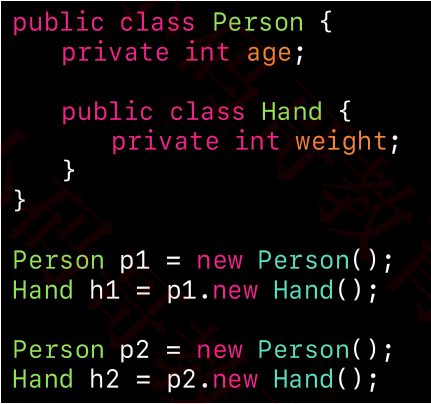 public class Person {
    private int age;

    public class Hand {
        private int weight;
    }
}

Person p1 = new Person();
Hand h1 = p1.new Hand();

Person p2 = new Person();
Hand h2 = p2.new Hand();